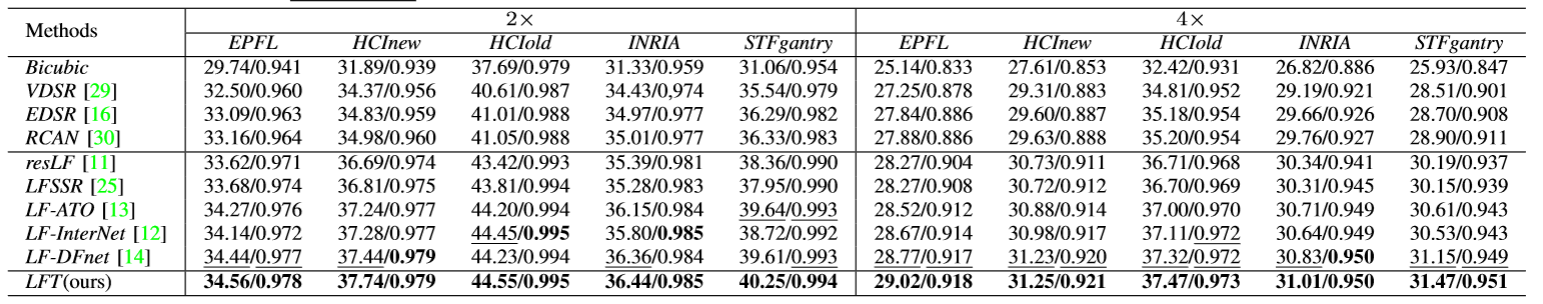 Methods 2× 4×
EPFL HCInew HCIold INRIA STFgantry EPFL HCInew HCIold INRIA STFgantry
Bicubic 29.74/0.941 31.89/0.939 37.69/0.979 31.33/0.959 31.06/0.954 25.14/0.833 27.61/0.853 32.42/0.931 26.82/0.886 25.93/0.847
VDSR [29] 32.50/0.960 34.37/0.956 40.61/0.987 34.43/0,974 35.54/0.979 27.25/0.878 29.31/0.883 34.81/0.952 29.19/0.921 28.51/0.901
EDSR [16] 33.09/0.963 34.83/0.959 41.01/0.988 34.97/0.977 36.29/0.982 27.84/0.886 29.60/0.887 35.18/0.954 29.66/0.926 28.70/0.908
RCAN [30] 33.16/0.964 34.98/0.960 41.05/0.988 35.01/0.977 36.33/0.983 27.88/0.886 29.63/0.888 35.20/0.954 29.76/0.927 28.90/0.911
resLF [11] 33.62/0.971 36.69/0.974 43.42/0.993 35.39/0.981 38.36/0.990 28.27/0.904 30.73/0.911 36.71/0.968 30.34/0.941 30.19/0.937
LFSSR [25] 33.68/0.974 36.81/0.975 43.81/0.994 35.28/0.983 37.95/0.990 28.27/0.908 30.72/0.912 36.70/0.969 30.31/0.945 30.15/0.939
LF-ATO [13] 34.27/0.976 37.24/0.977 44.20/0.994 36.15/0.984 39.64/0.993 28.52/0.912 30.88/0.914 37.00/0.970 30.71/0.949 30.61/0.943
LF-InterNet [12] 34.14/0.972 37.28/0.977 44.45/0.995 35.80/0.985 38.72/0.992 28.67/0.914 30.98/0.917 37.11/0.972 30.64/0.949 30.53/0.943
LF-DFnet [14] 34.44/0.977 37.44/0.979 44.23/0.994 36.36/0.984 39.61/0.993 28.77/0.917 31.23/0.920 37.32/0.972 30.83/0.950 31.15/0.949
LFT(ours) 34.56/0.978 37.74/0.979 44.55/0.995 36.44/0.985 40.25/0.994 29.02/0.918 31.25/0.921 37.47/0.973 31.01/0.950 31.47/0.951